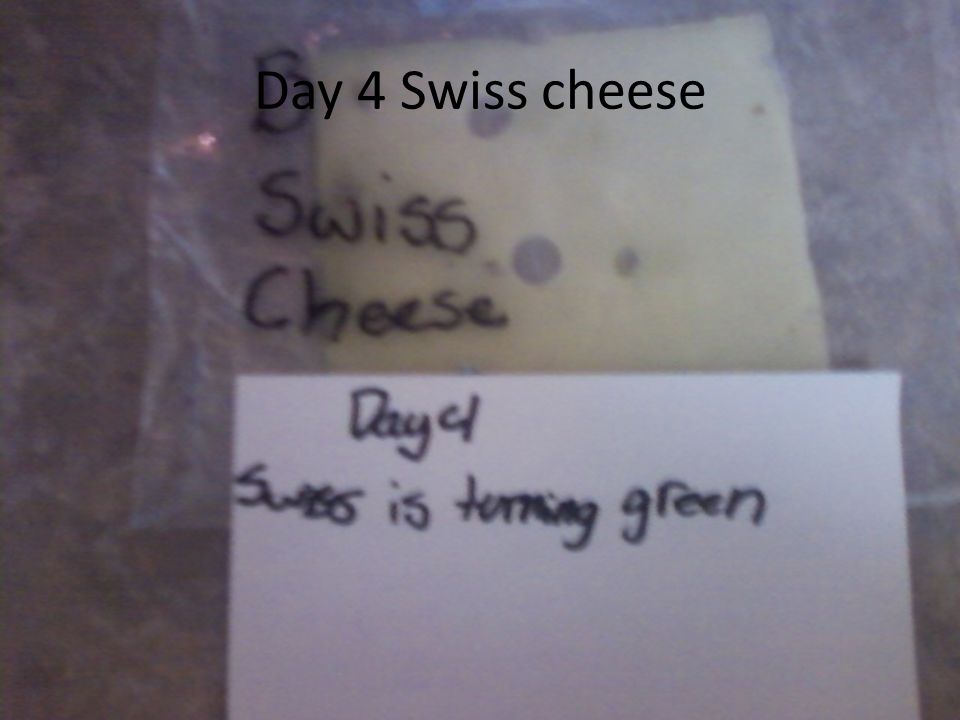 Day 4 Swiss cheese
B
Swiss
Cheese
Day 4
Swiss is turning green